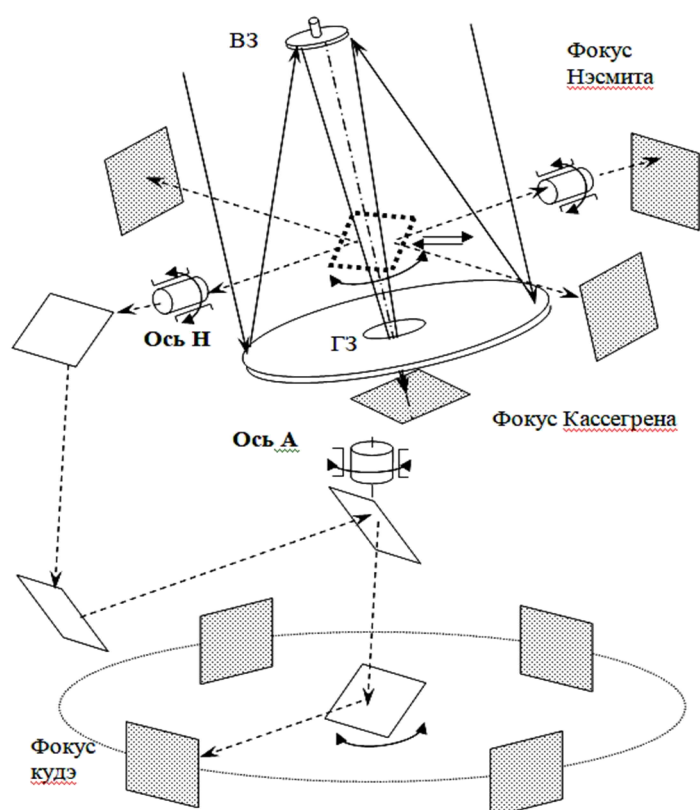 ВЗ
Фокус
Нэсмита
Ось Н
ГЗ
Фокус Кассегрена
Ось А
Фокус
кудэ